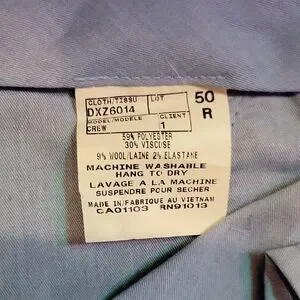 CLOTH/TISSU LOT 50
DXZ6014 R
MODEL/MODELE CLIENT
CREW 1
59% POLYESTER
30% VISCOSE
9% WOOL/LAINE 2% ELASTANE
MACHINE WASHABLE
HANG TO DRY
LAVAGE A LA MACHINE
SUSPENDRE POUR SECHER
MADE IN/FABRIQUE AU VIETNAM
CA01103 RN91013